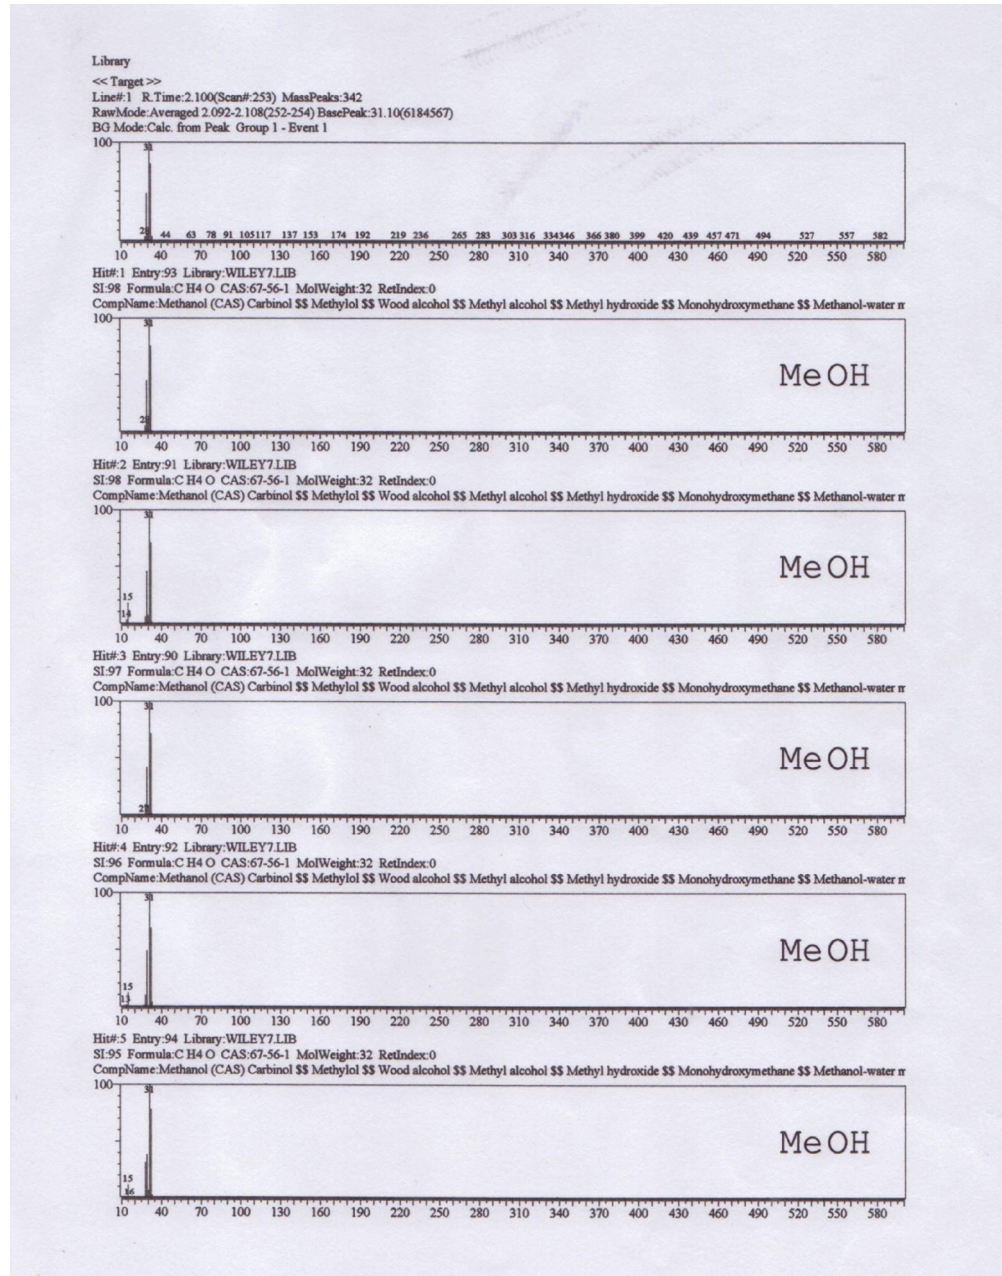 Library
<< Target >>
Line#:1 R.Time:2.100(Scan#:253) MassPeaks:342
RawMode:Averaged 2.092-2.108(252-254) BasePeak:31.10(6184567)
BG Mode:Calc. from Peak Group 1 - Event 1
100
31
28 44 63 78 91 105 117 137 153 174 192 219 236 265 283 303 316 334 346 366 380 399 420 439 457 471 494 527 557 582
10 40 70 100 130 160 190 220 250 280 310 340 370 400 430 460 490 520 550 580
Hit#:1 Entry:93 Library:WILEY7.LIB
SI:98 Formula:C H4 O CAS:67-56-1 MolWeight:32 RetIndex:0
CompName:Methanol (CAS) Carbinol $$ Methylol $$ Wood alcohol $$ Methyl alcohol $$ Methyl hydroxide $$ Monohydroxymethane $$ Methanol-water
100
31
MeOH
28
10 40 70 100 130 160 190 220 250 280 310 340 370 400 430 460 490 520 550 580
Hit#:2 Entry:91 Library:WILEY7.LIB
SI:98 Formula:C H4 O CAS:67-56-1 MolWeight:32 RetIndex:0
CompName:Methanol (CAS) Carbinol $$ Methylol $$ Wood alcohol $$ Methyl alcohol $$ Methyl hydroxide $$ Monohydroxymethane $$ Methanol-water
100
31
MeOH
15
14
10 40 70 100 130 160 190 220 250 280 310 340 370 400 430 460 490 520 550 580
Hit#:3 Entry:90 Library:WILEY7.LIB
SI:97 Formula:C H4 O CAS:67-56-1 MolWeight:32 RetIndex:0
CompName:Methanol (CAS) Carbinol $$ Methylol $$ Wood alcohol $$ Methyl alcohol $$ Methyl hydroxide $$ Monohydroxymethane $$ Methanol-water
100
31
MeOH
10 40 70 100 130 160 190 220 250 280 310 340 370 400 430 460 490 520 550 580
Hit#:4 Entry:92 Library:WILEY7.LIB
SI:96 Formula:C H4 O CAS:67-56-1 MolWeight:32 RetIndex:0
CompName:Methanol (CAS) Carbinol $$ Methylol $$ Wood alcohol $$ Methyl alcohol $$ Methyl hydroxide $$ Monohydroxymethane $$ Methanol-water
100
31
MeOH
15
13
10 40 70 100 130 160 190 220 250 280 310 340 370 400 430 460 490 520 550 580
Hit#:5 Entry:94 Library:WILEY7.LIB
SI:95 Formula:C H4 O CAS:67-56-1 MolWeight:32 RetIndex:0
CompName:Methanol (CAS) Carbinol $$ Methylol $$ Wood alcohol $$ Methyl alcohol $$ Methyl hydroxide $$ Monohydroxymethane $$ Methanol-water
100
31
MeOH
15
16
10 40 70 100 130 160 190 220 250 280 310 340 370 400 430 460 490 520 550 580